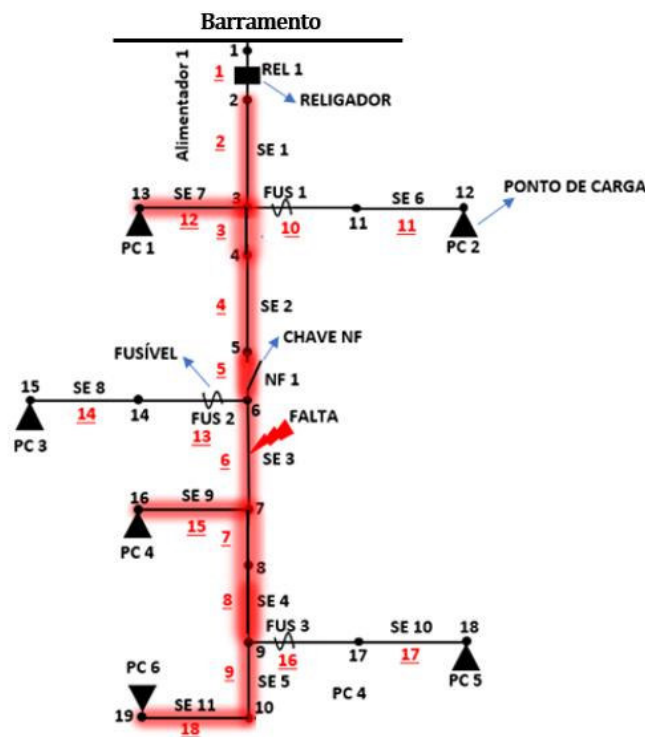 Barramento
Alimentador 1
1
1
REL 1
2
RELIGADOR
2
SE 1
13
SE 7
3
FUS 1
SE 6
12
PONTO DE CARGA
12
3
10
11
11
PC 1
4
PC 2
4
SE 2
CHAVE NF
FUSÍVEL
5
5
NF 1
15
SE 8
14
14
FUS 2
6
FALTA
PC 3
13
6
SE 3
16
SE 9
7
15
7
PC 4
8
8
SE 4
FUS 3
SE 10
18
9
16
17
17
PC 6
9
SE 5
PC 4
PC 5
19
SE 11
10
18